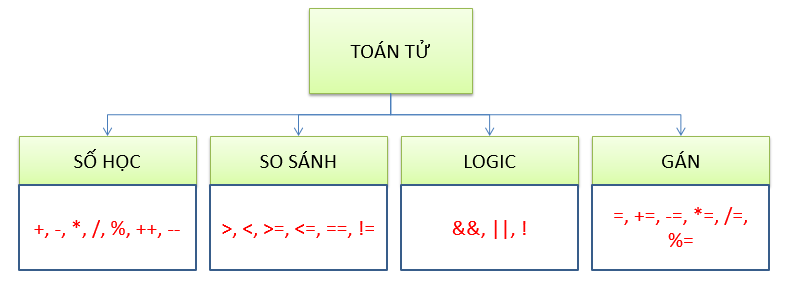 TOÁN TỬ
SỐ HỌC
SO SÁNH
LOGIC
GÁN
+, -, *, /, %, ++, --
>, <, >=, <=, ==, !=
&&, ||, !
=, +=, -=, *=, /=,
%=